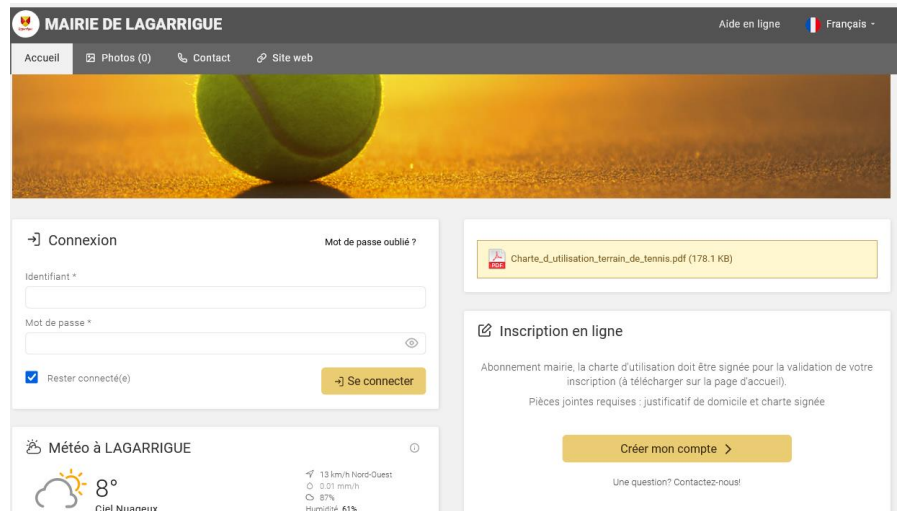 MAIRIE DE LAGARRIGUE
Aide en ligne
Français
Accueil
Photos (0)
Contact
Site web
Connexion
Mot de passe oublié ?
Identifiant *
Mot de passe *
Rester connecté(e)
Se connecter
Météo à LAGARRIGUE
8°
Ciel Nuageux
13 km/h Nord-Ouest
0.01 mm/h
87%
Humidité 61%
PDF
Charte_d_utilisation_terrain_de_tennis.pdf (178.1 KB)
Inscription en ligne
Abonnement mairie, la charte d'utilisation doit être signée pour la validation de votre
inscription (à télécharger sur la page d'accueil).
Pièces jointes requises : justificatif de domicile et charte signée
Créer mon compte
Une question? Contactez-nous!